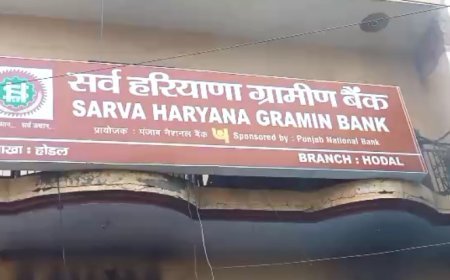 सर्व हरियाणा ग्रामीण बैंक
SARVA HARYANA GRAMIN BANK
प्रायोजक : पंजाब नैशनल बैंक Sponsored by : Punjab National Bank
शाखा : होडल BRANCH : HODAL